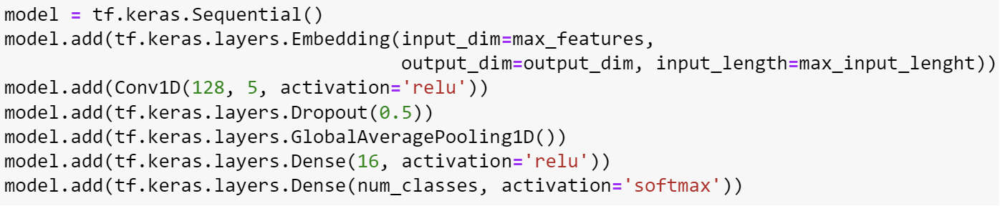 model = tf.keras.Sequential()
model.add(tf.keras.layers.Embedding(input_dim=max_features,
output_dim=output_dim, input_length=max_input_lenght))
model.add(Conv1D(128, 5, activation='relu'))
model.add(tf.keras.layers.Dropout(0.5))
model.add(tf.keras.layers.GlobalAveragePooling1D())
model.add(tf.keras.layers.Dense(16, activation='relu'))
model.add(tf.keras.layers.Dense(num_classes, activation='softmax'))